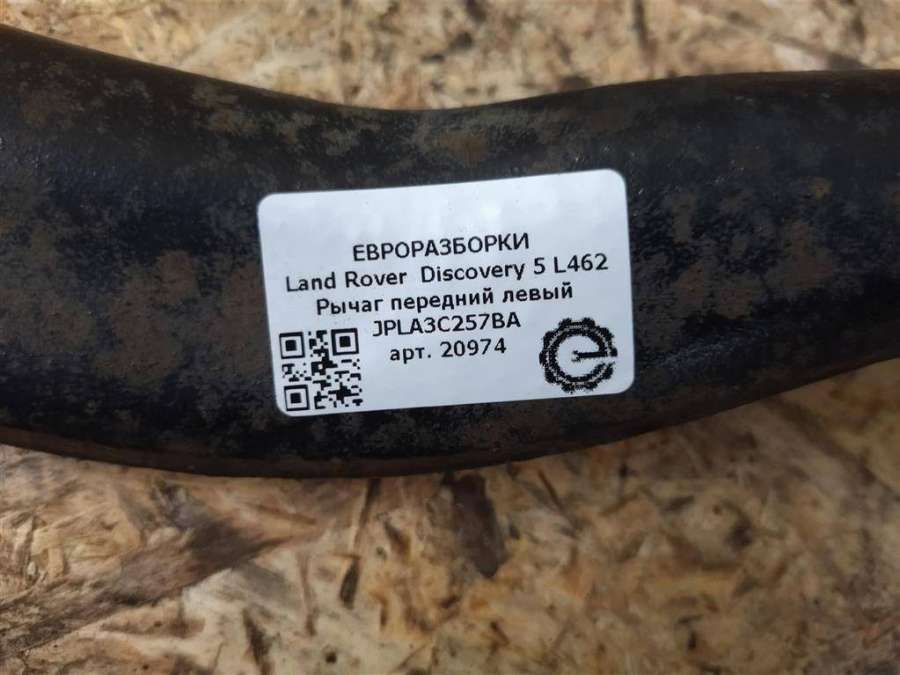 ЕВРОРАЗБОРКИ
Land Rover Discovery 5 L462
Рычаг передний левый
JPLA3C257BA
арт. 20974